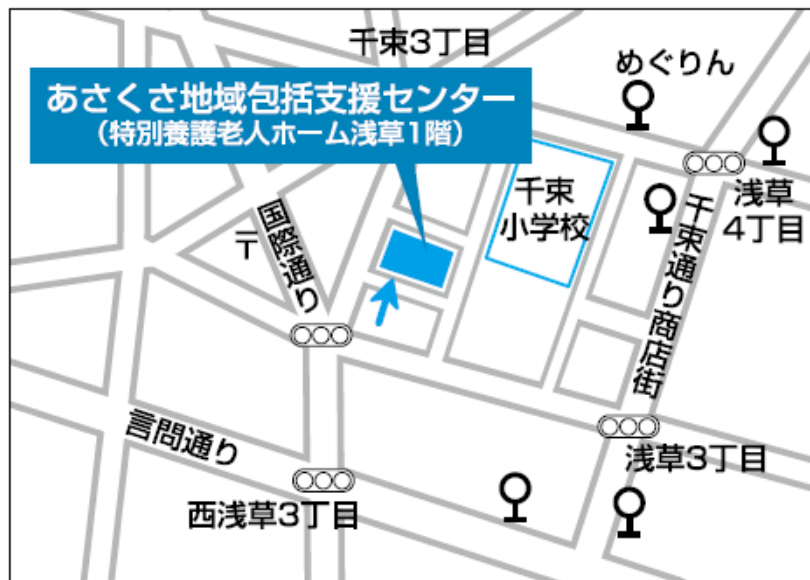 千束3丁目
めぐりん
あさくさ地域包括支援センター
（特別養護老人ホーム浅草1階）
千束
小学校
浅草
4丁目
国際通り
〒
千束通り商店街
言問通り
浅草3丁目
西浅草3丁目